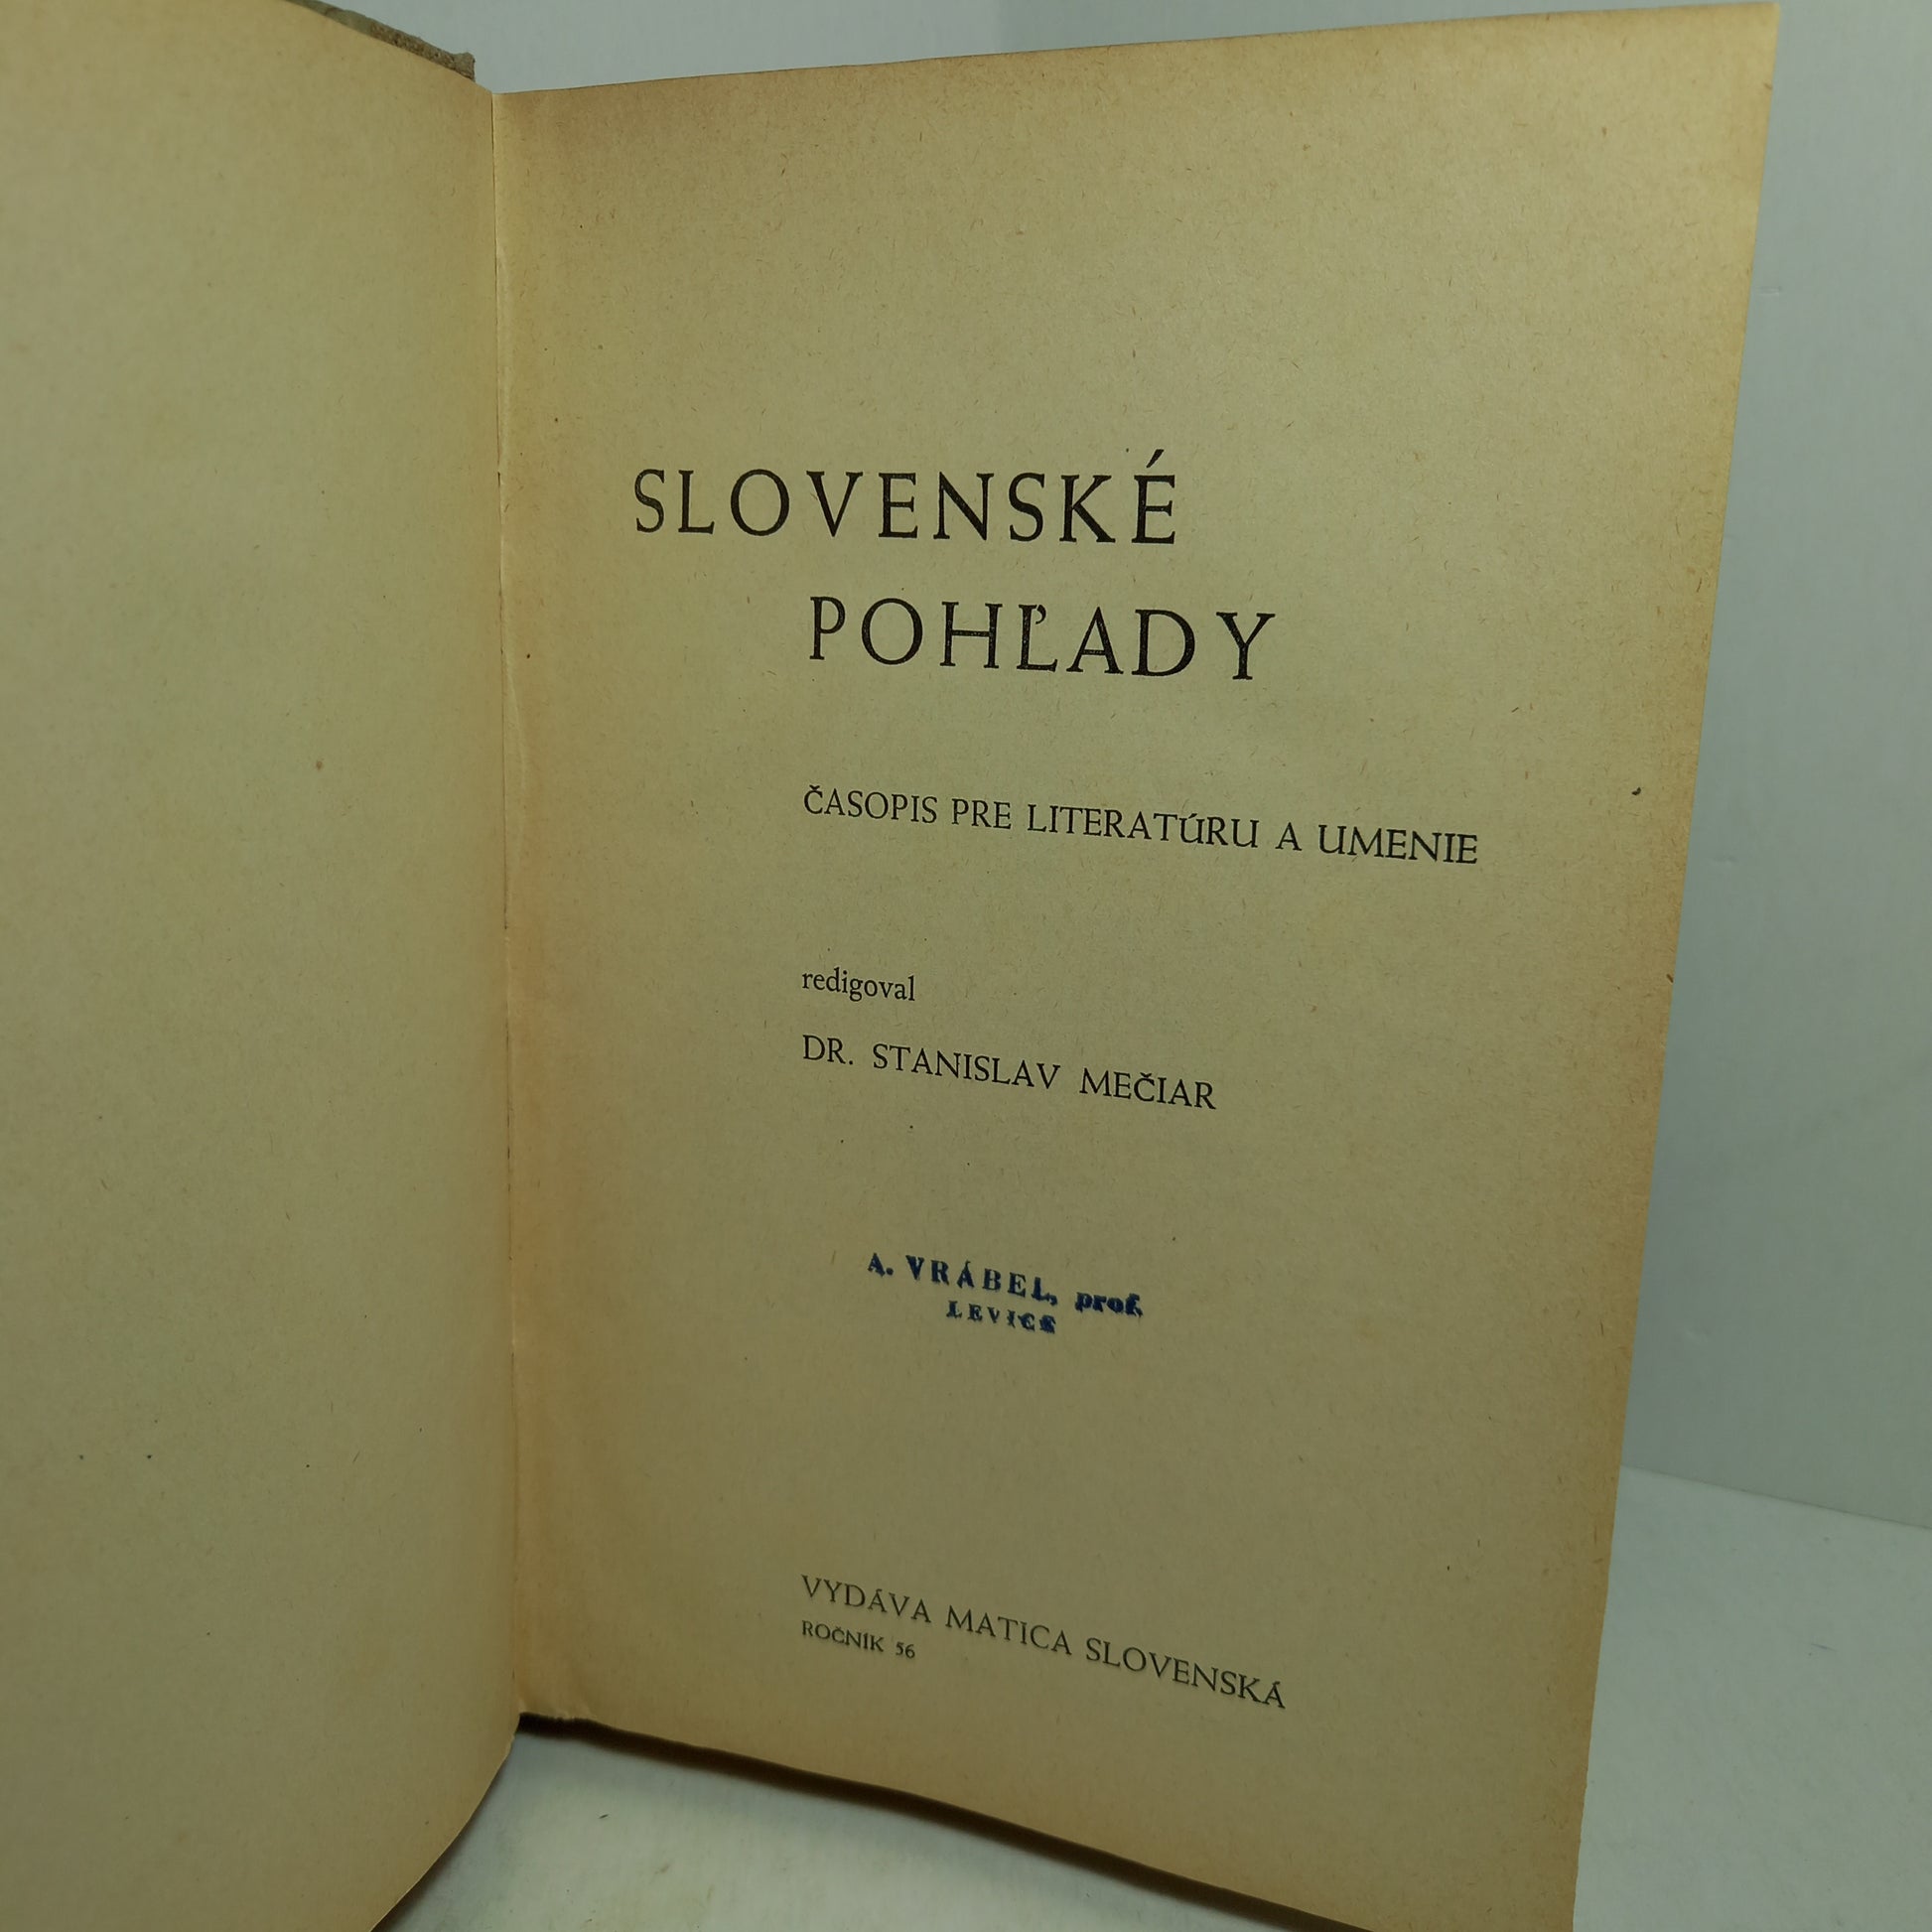 SLOVENSKÉ
POHĽADY
ČASOPIS PRE LITERATÚRU A UMENIE
redigoval
DR. STANISLAV MEČIAR
A. VRÁBEL, prof.
LEVICE
VYDÁVA MATICA SLOVENSKÁ
ROČNÍK 56